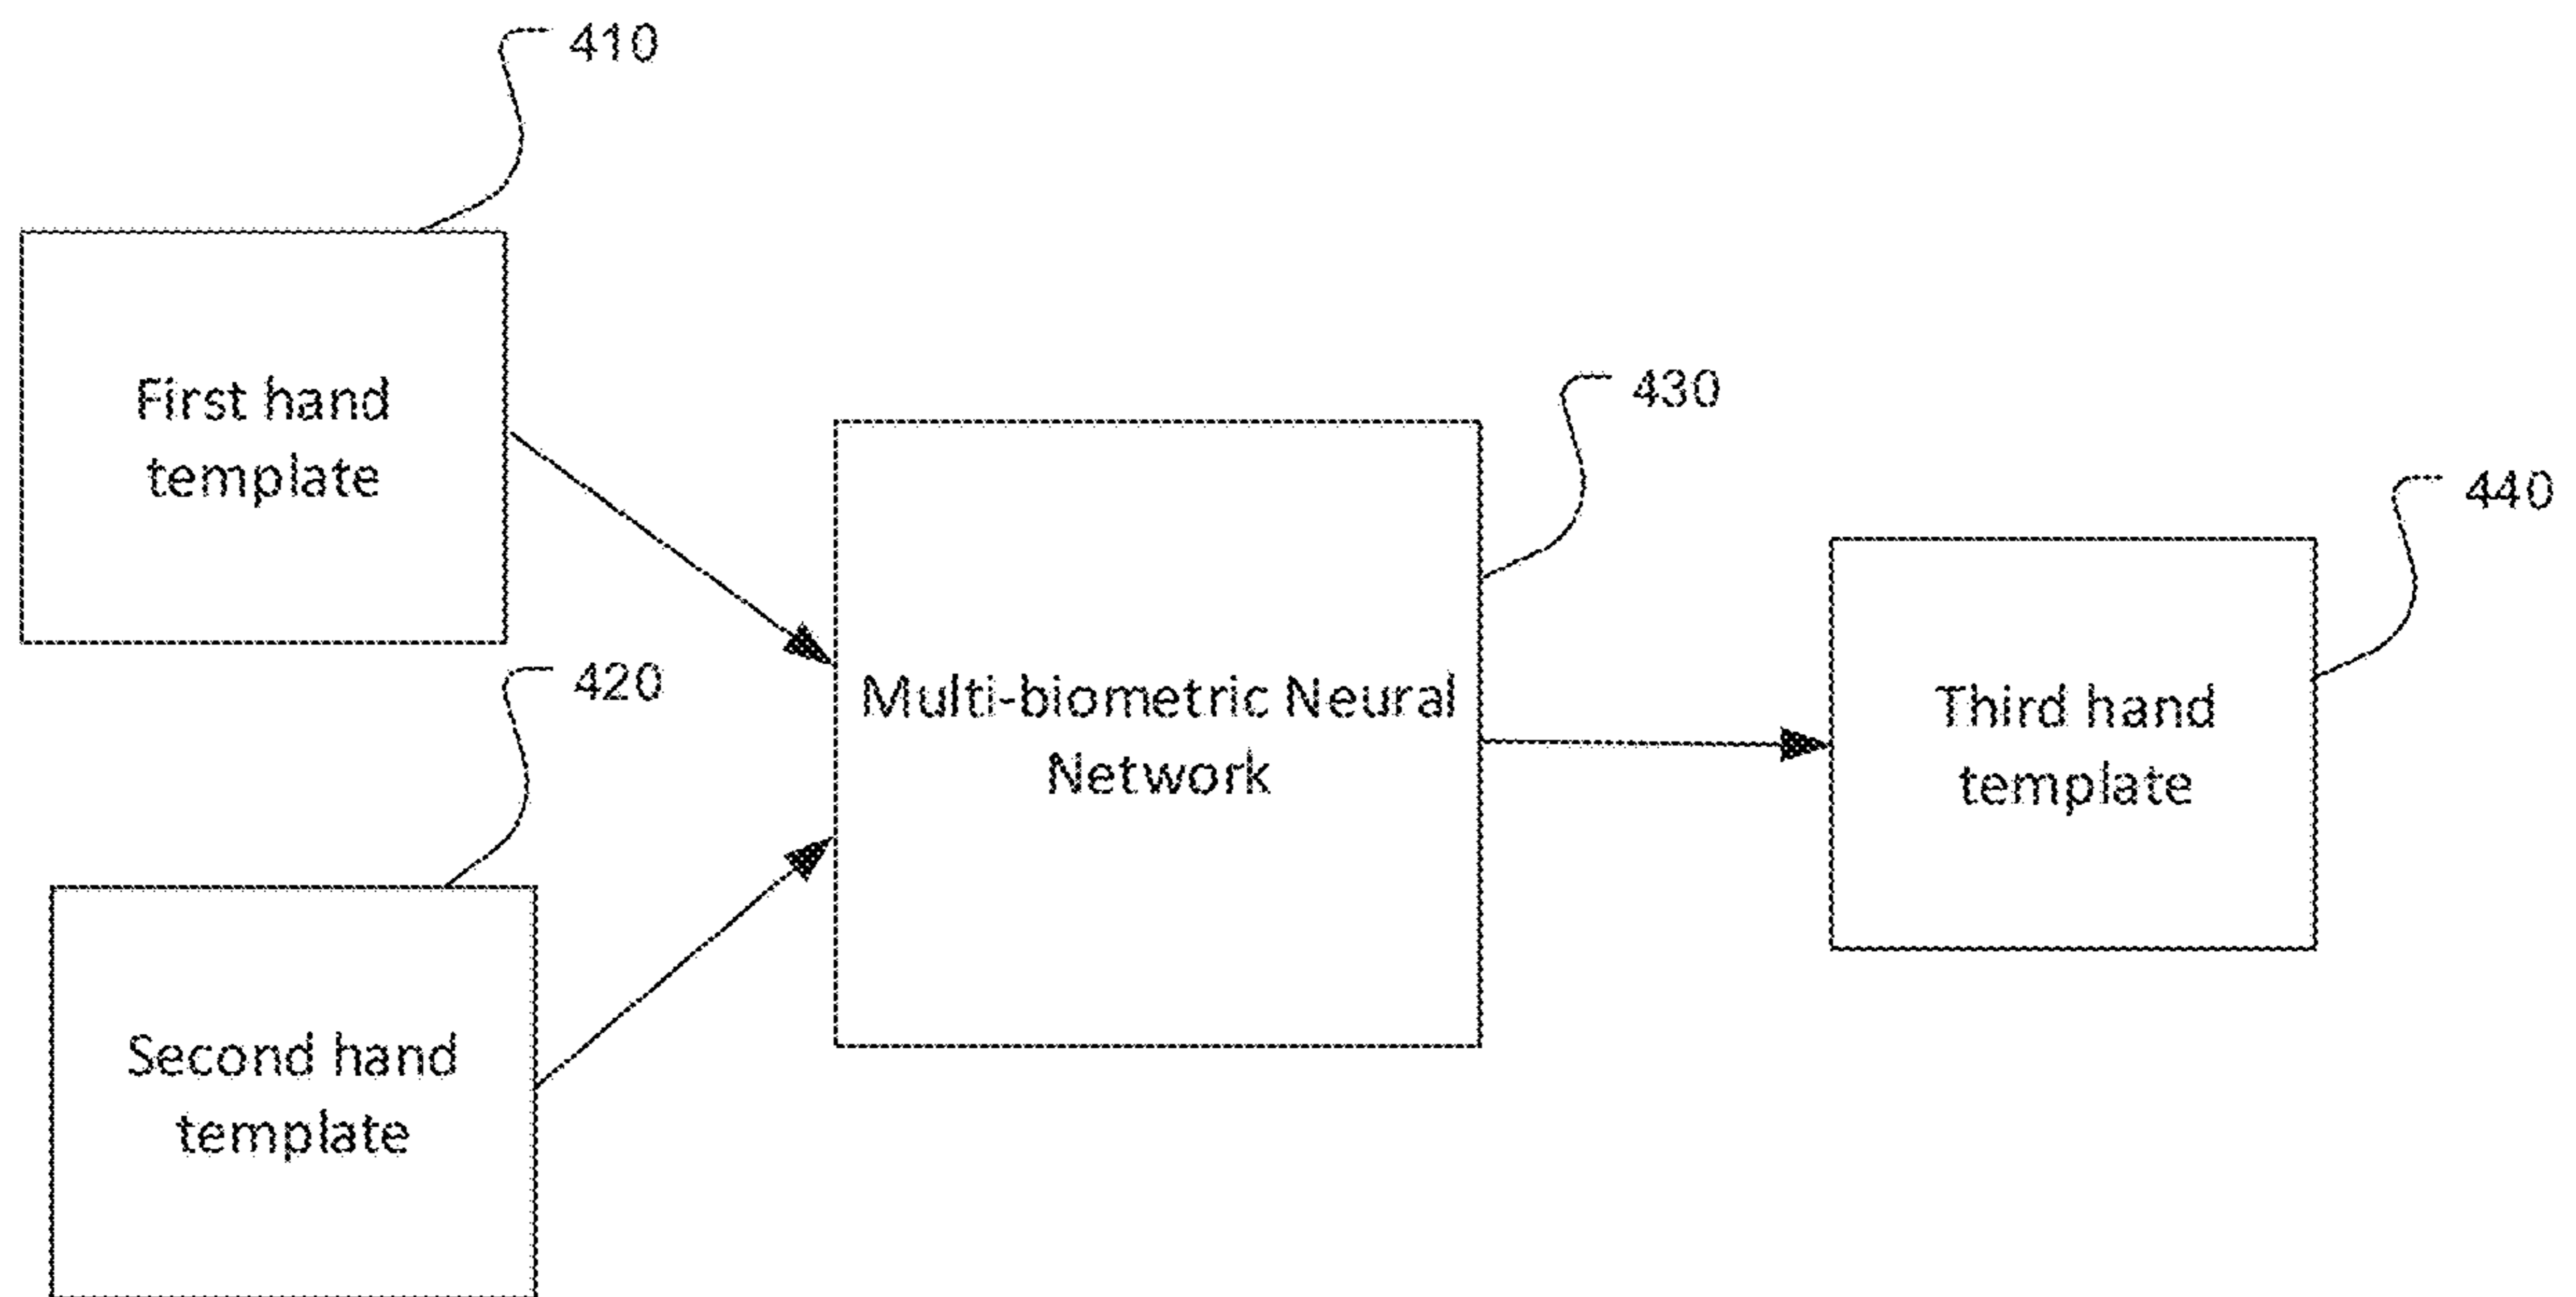 410
First hand
template
420
Second hand
template
430
Multi-biometric Neural
Network
440
Third hand
template